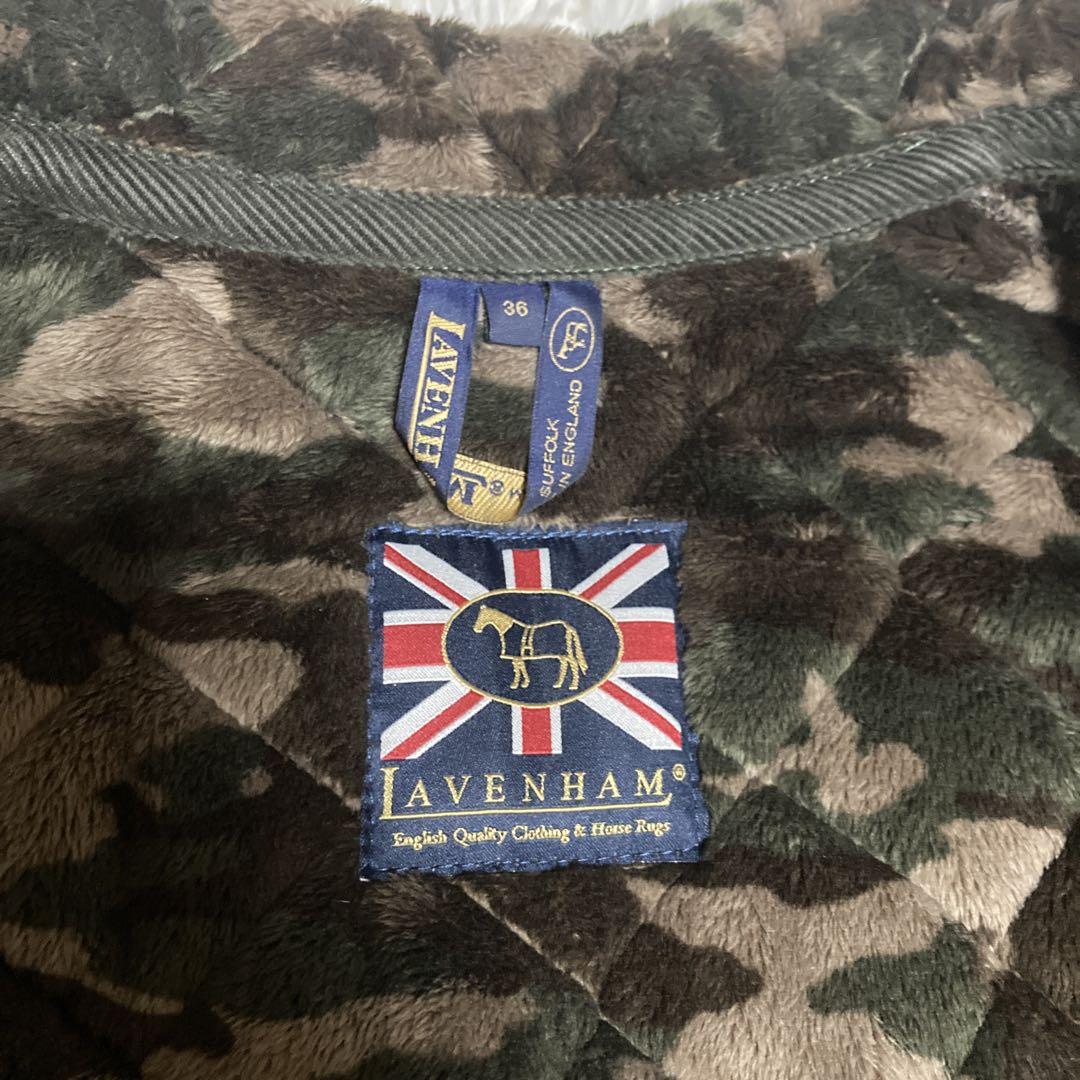 36
LAVENH
SUFFOLK
IN ENGLAND
LAVENHAM®
English Quality Clothing & Horse Rugs